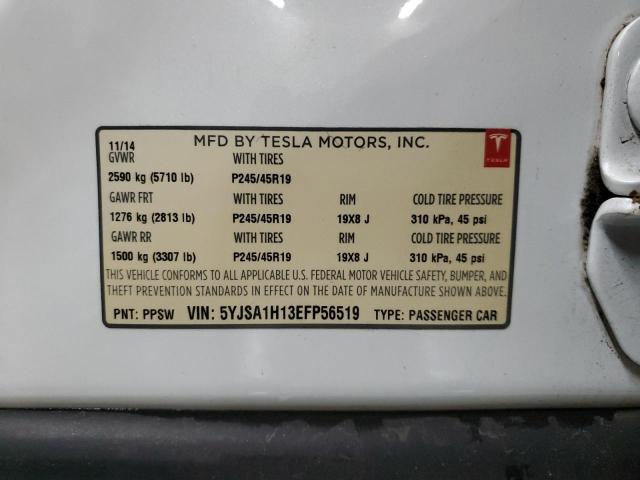 11/14 MFD BY TESLA MOTORS, INC.
TESLA
GVWR WITH TIRES
2590 kg (5710 lb) P245/45R19
GAWR FRT WITH TIRES RIM COLD TIRE PRESSURE
1276 kg (2813 lb) P245/45R19 19X8 J 310 kPa, 45 psi
GAWR RR WITH TIRES RIM COLD TIRE PRESSURE
1500 kg (3307 lb) P245/45R19 19X8 J 310 kPa, 45 psi
THIS VEHICLE CONFORMS TO ALL APPLICABLE U.S. FEDERAL MOTOR VEHICLE SAFETY, BUMPER, AND
THEFT PREVENTION STANDARDS IN EFFECT ON THE DATE OF MANUFACTURE SHOWN ABOVE.
PNT: PPSW VIN: 5YJSA1H13EFP56519 TYPE: PASSENGER CAR